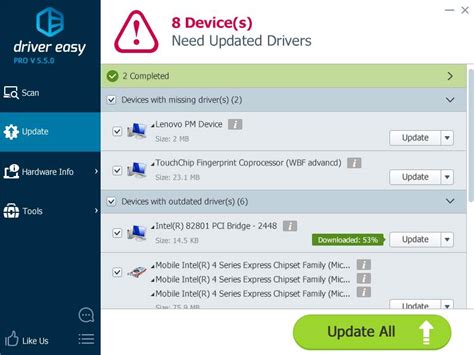 driver easy
PRO V 5.5.0
Scan
Update
Hardware Info
Tools
Like Us
8 Device(s)
Need Updated Drivers
2 Completed
Devices with missing driver(s) (2)
Lenovo PM Device
Size: 2 MB
Update
TouchChip Fingerprint Coprocessor (WBF advancd)
Size: 23.1 MB
Update
Devices with outdated driver(s) (6)
Intel(R) 82801 PCI Bridge - 2448
Size: 14.5 KB
Downloaded: 53%
Update
Mobile Intel(R) 4 Series Express Chipset Family (Mic...
Mobile Intel(R) 4 Series Express Chipset Family (Mic...
Mobile Intel(R) 4 Series Express Chipset Family (Mic...
Size: 75.9 MB
Update
Update All